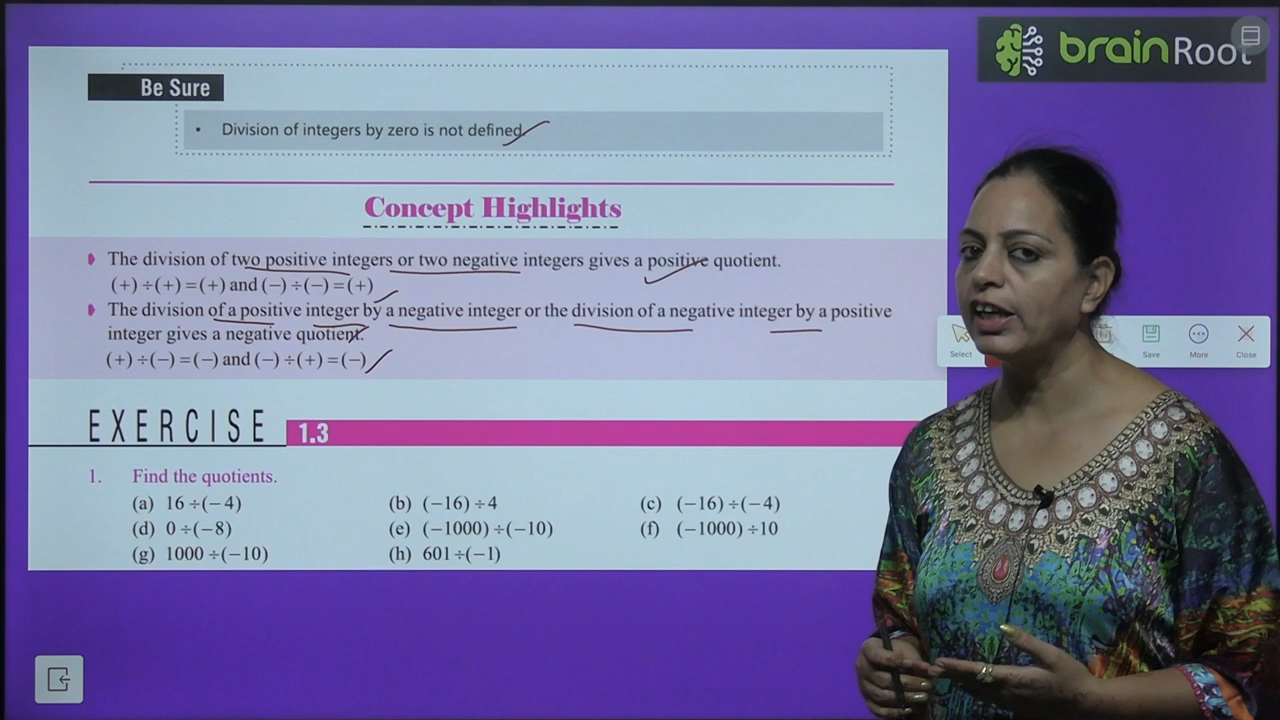 brainRoot
Be Sure
• Division of integers by zero is not defined
Concept Highlights
The division of two positive integers or two negative integers gives a positive quotient.
(+) ÷ (+) = (+) and (−) ÷ (−) = (+)
The division of a positive integer by a negative integer or the division of a negative integer by a positive
integer gives a negative quotient.
(+) ÷ (−) = (−) and (−) ÷ (+) = (−)
Select Save More Close
EXERCISE 1.3
1. Find the quotients.
(a) 16 ÷ (− 4) (b) (−16) ÷ 4 (c) (−16) ÷ (− 4)
(d) 0 ÷ (−8) (e) (−1000) ÷ (−10) (f) (−1000) ÷ 10
(g) 1000 ÷ (−10) (h) 601 ÷ (−1)